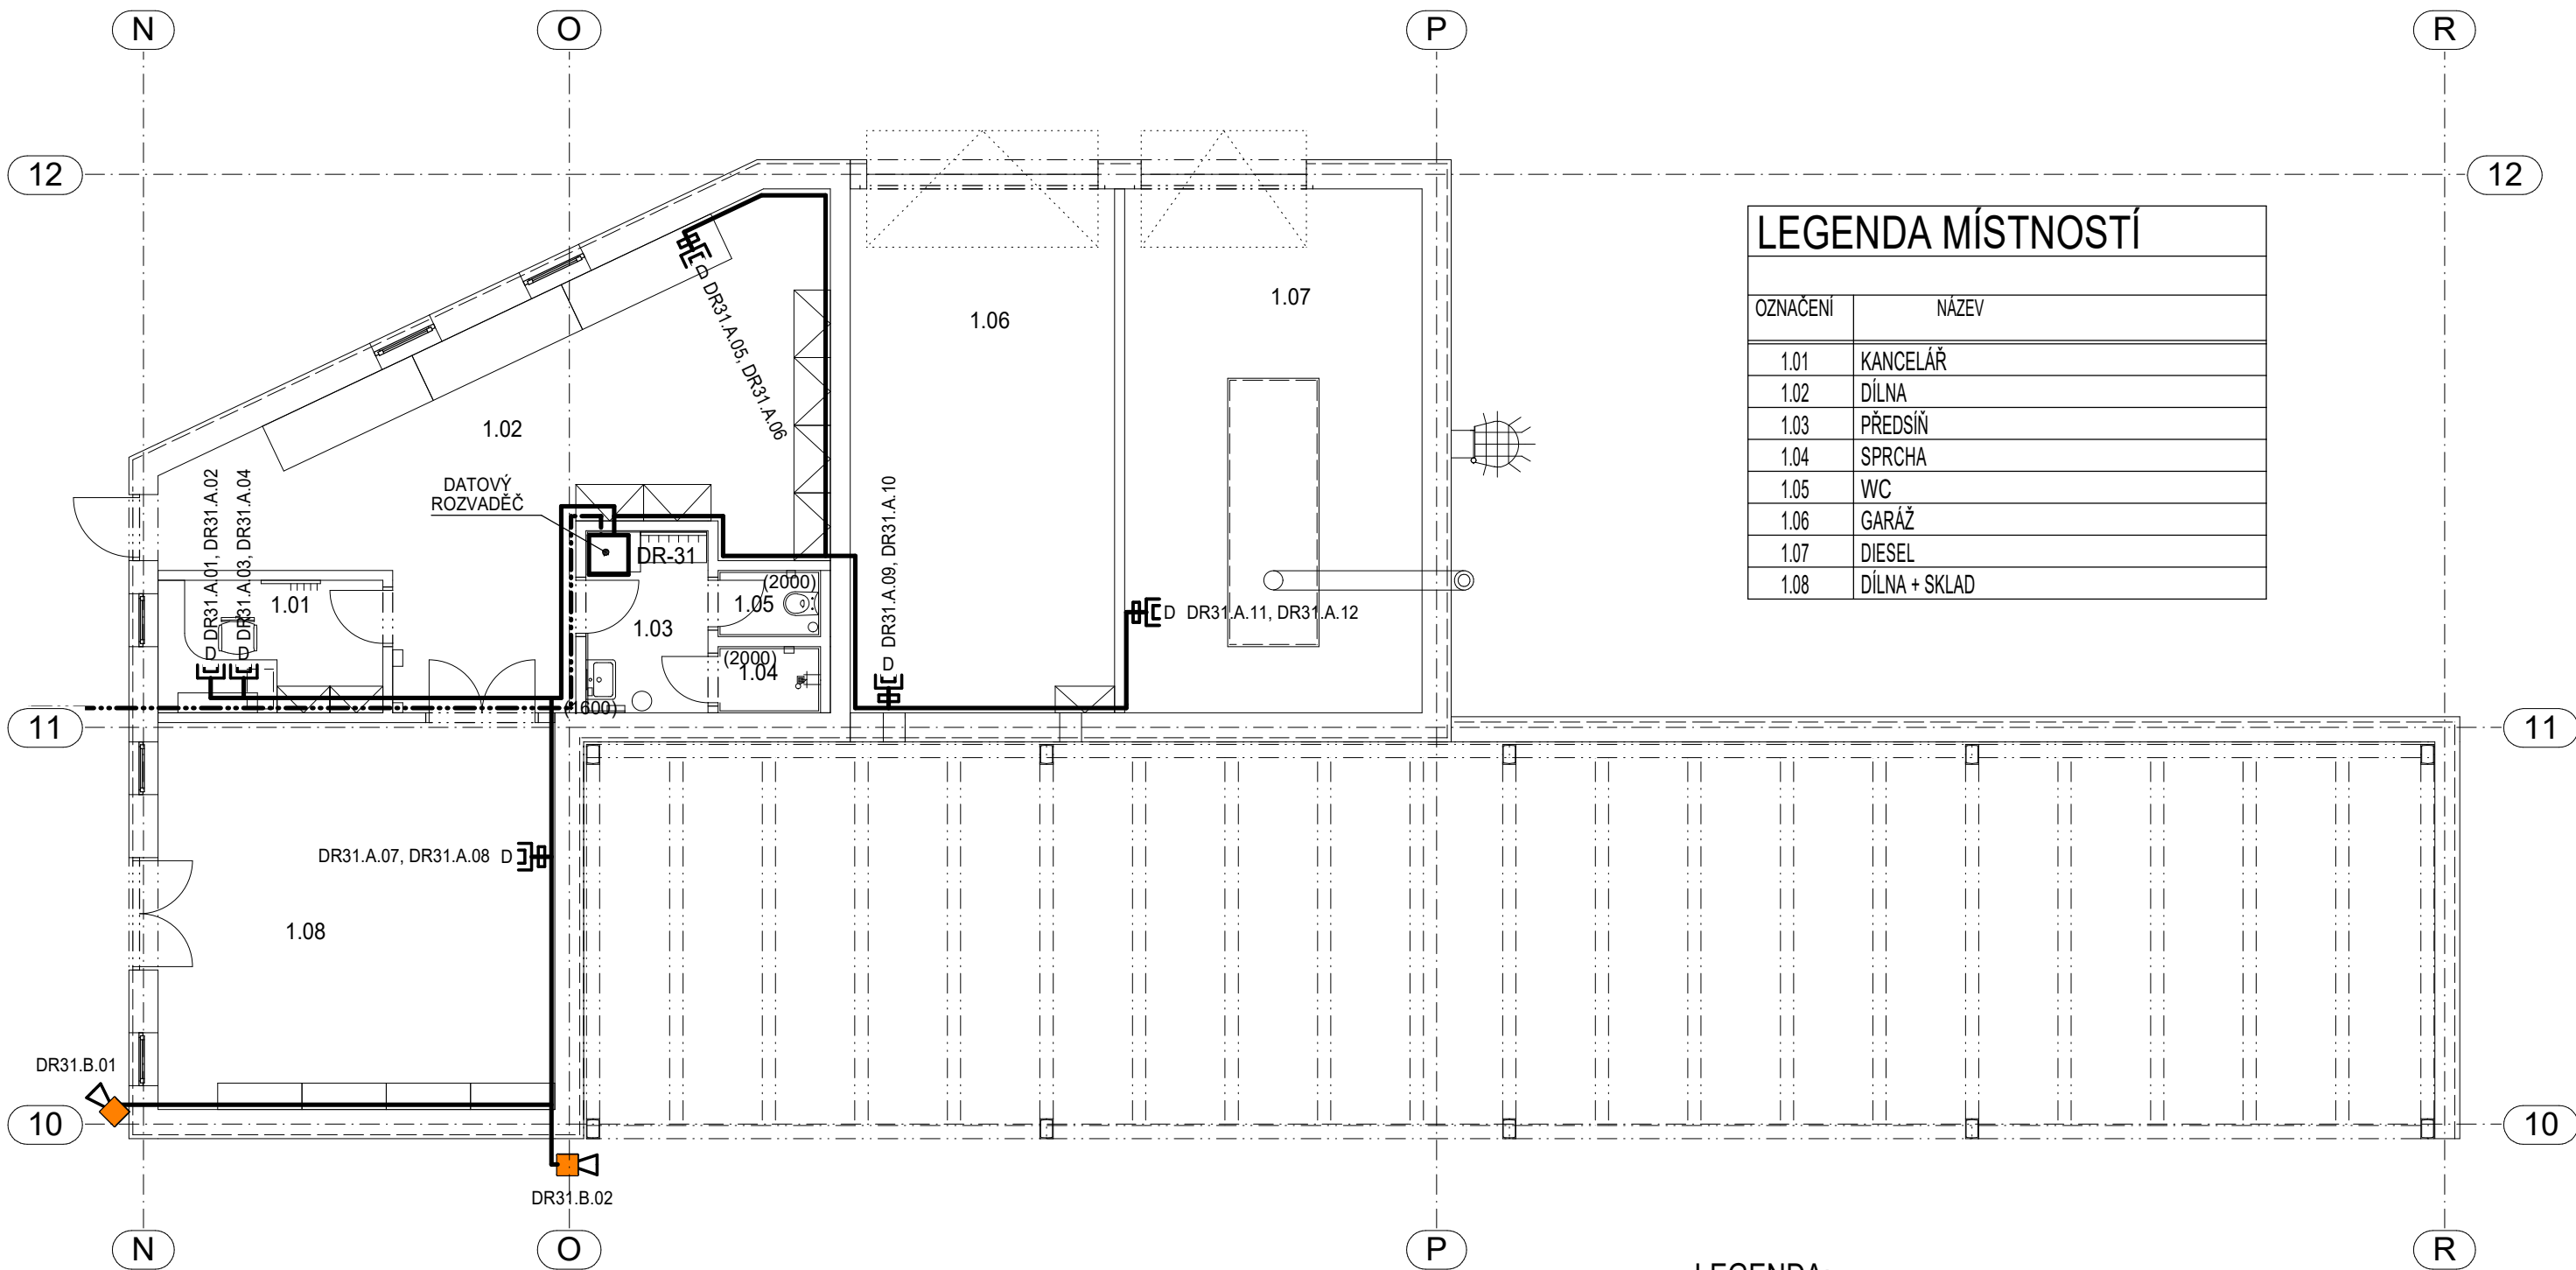 N
O
P
R
12
12
LEGENDA MÍSTNOSTÍ
OZNAČENÍ NÁZEV
1.01 KANCELÁŘ
1.02 DÍLNA
1.03 PŘEDSÍŇ
1.04 SPRCHA
1.05 WC
1.06 GARÁŽ
1.07 DIESEL
1.08 DÍLNA + SKLAD
1.07
1.06
D DR31.A.05, DR31.A.06
1.02
DATOVÝ
ROZVADĚČ
D DR31.A.01, DR31.A.02
D DR31.A.03, DR31.A.04
D DR31.A.09, DR31.A.10
DR-31
(2000)
1.01
1.05
1.03
D DR31.A.11, DR31.A.12
(2000)
1.04
(1600)
11
11
DR31.A.07, DR31.A.08 D
1.08
DR31.B.01
10
10
DR31.B.02
N
O
P
R
LEGENDA: